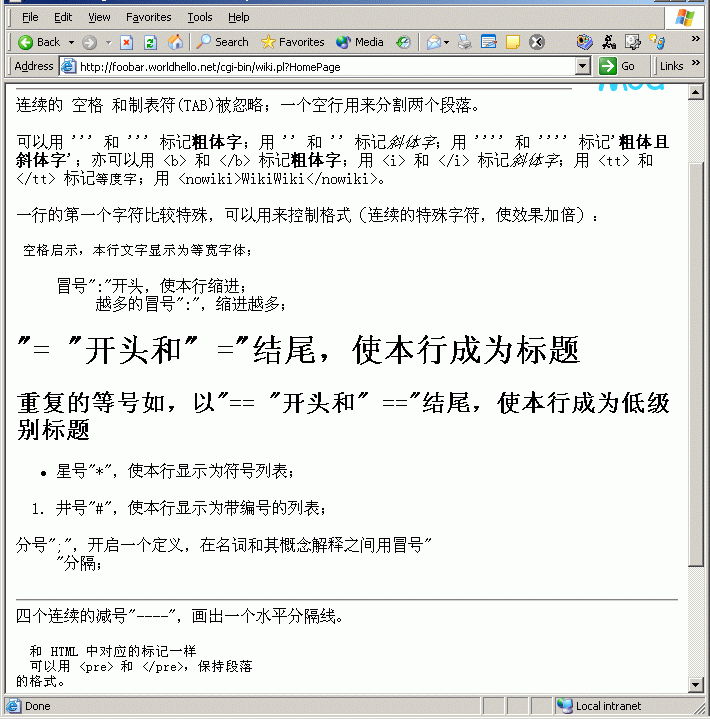 File Edit View Favorites Tools Help
Back Search Favorites Media
Address http://foobar.worldhello.net/cgi-bin/wiki.pl?HomePage Go Links
连续的 空格 和制表符(TAB)被忽略；一个空行用来分割两个段落。
可以用 ''' 和 ''' 标记粗体字；用 '' 和 '' 标记斜体字；用 '''' 和 '''' 标记'粗体且
斜体字'；亦可以用 <b> 和 </b> 标记粗体字；用 <i> 和 </i> 标记斜体字；用 <tt> 和
</tt> 标记等度字；用 <nowiki>WikiWiki</nowiki>。
一行的第一个字符比较特殊，可以用来控制格式（连续的特殊字符，使效果加倍）：
空格启示，本行文字显示为等宽字体；
冒号":"开头，使本行缩进；
越多的冒号":"，缩进越多；
"= "开头和" ="结尾，使本行成为标题
重复的等号如，以"== "开头和" =="结尾，使本行成为低级
别标题
• 星号"*"，使本行显示为符号列表；
1. 井号"#"，使本行显示为带编号的列表；
分号";"，开启一个定义，在名词和其概念解释之间用冒号"
"分隔；
四个连续的减号"----"，画出一个水平分隔线。
和 HTML 中对应的标记一样
可以用 <pre> 和 </pre>，保持段落
的格式。
Done Local intranet